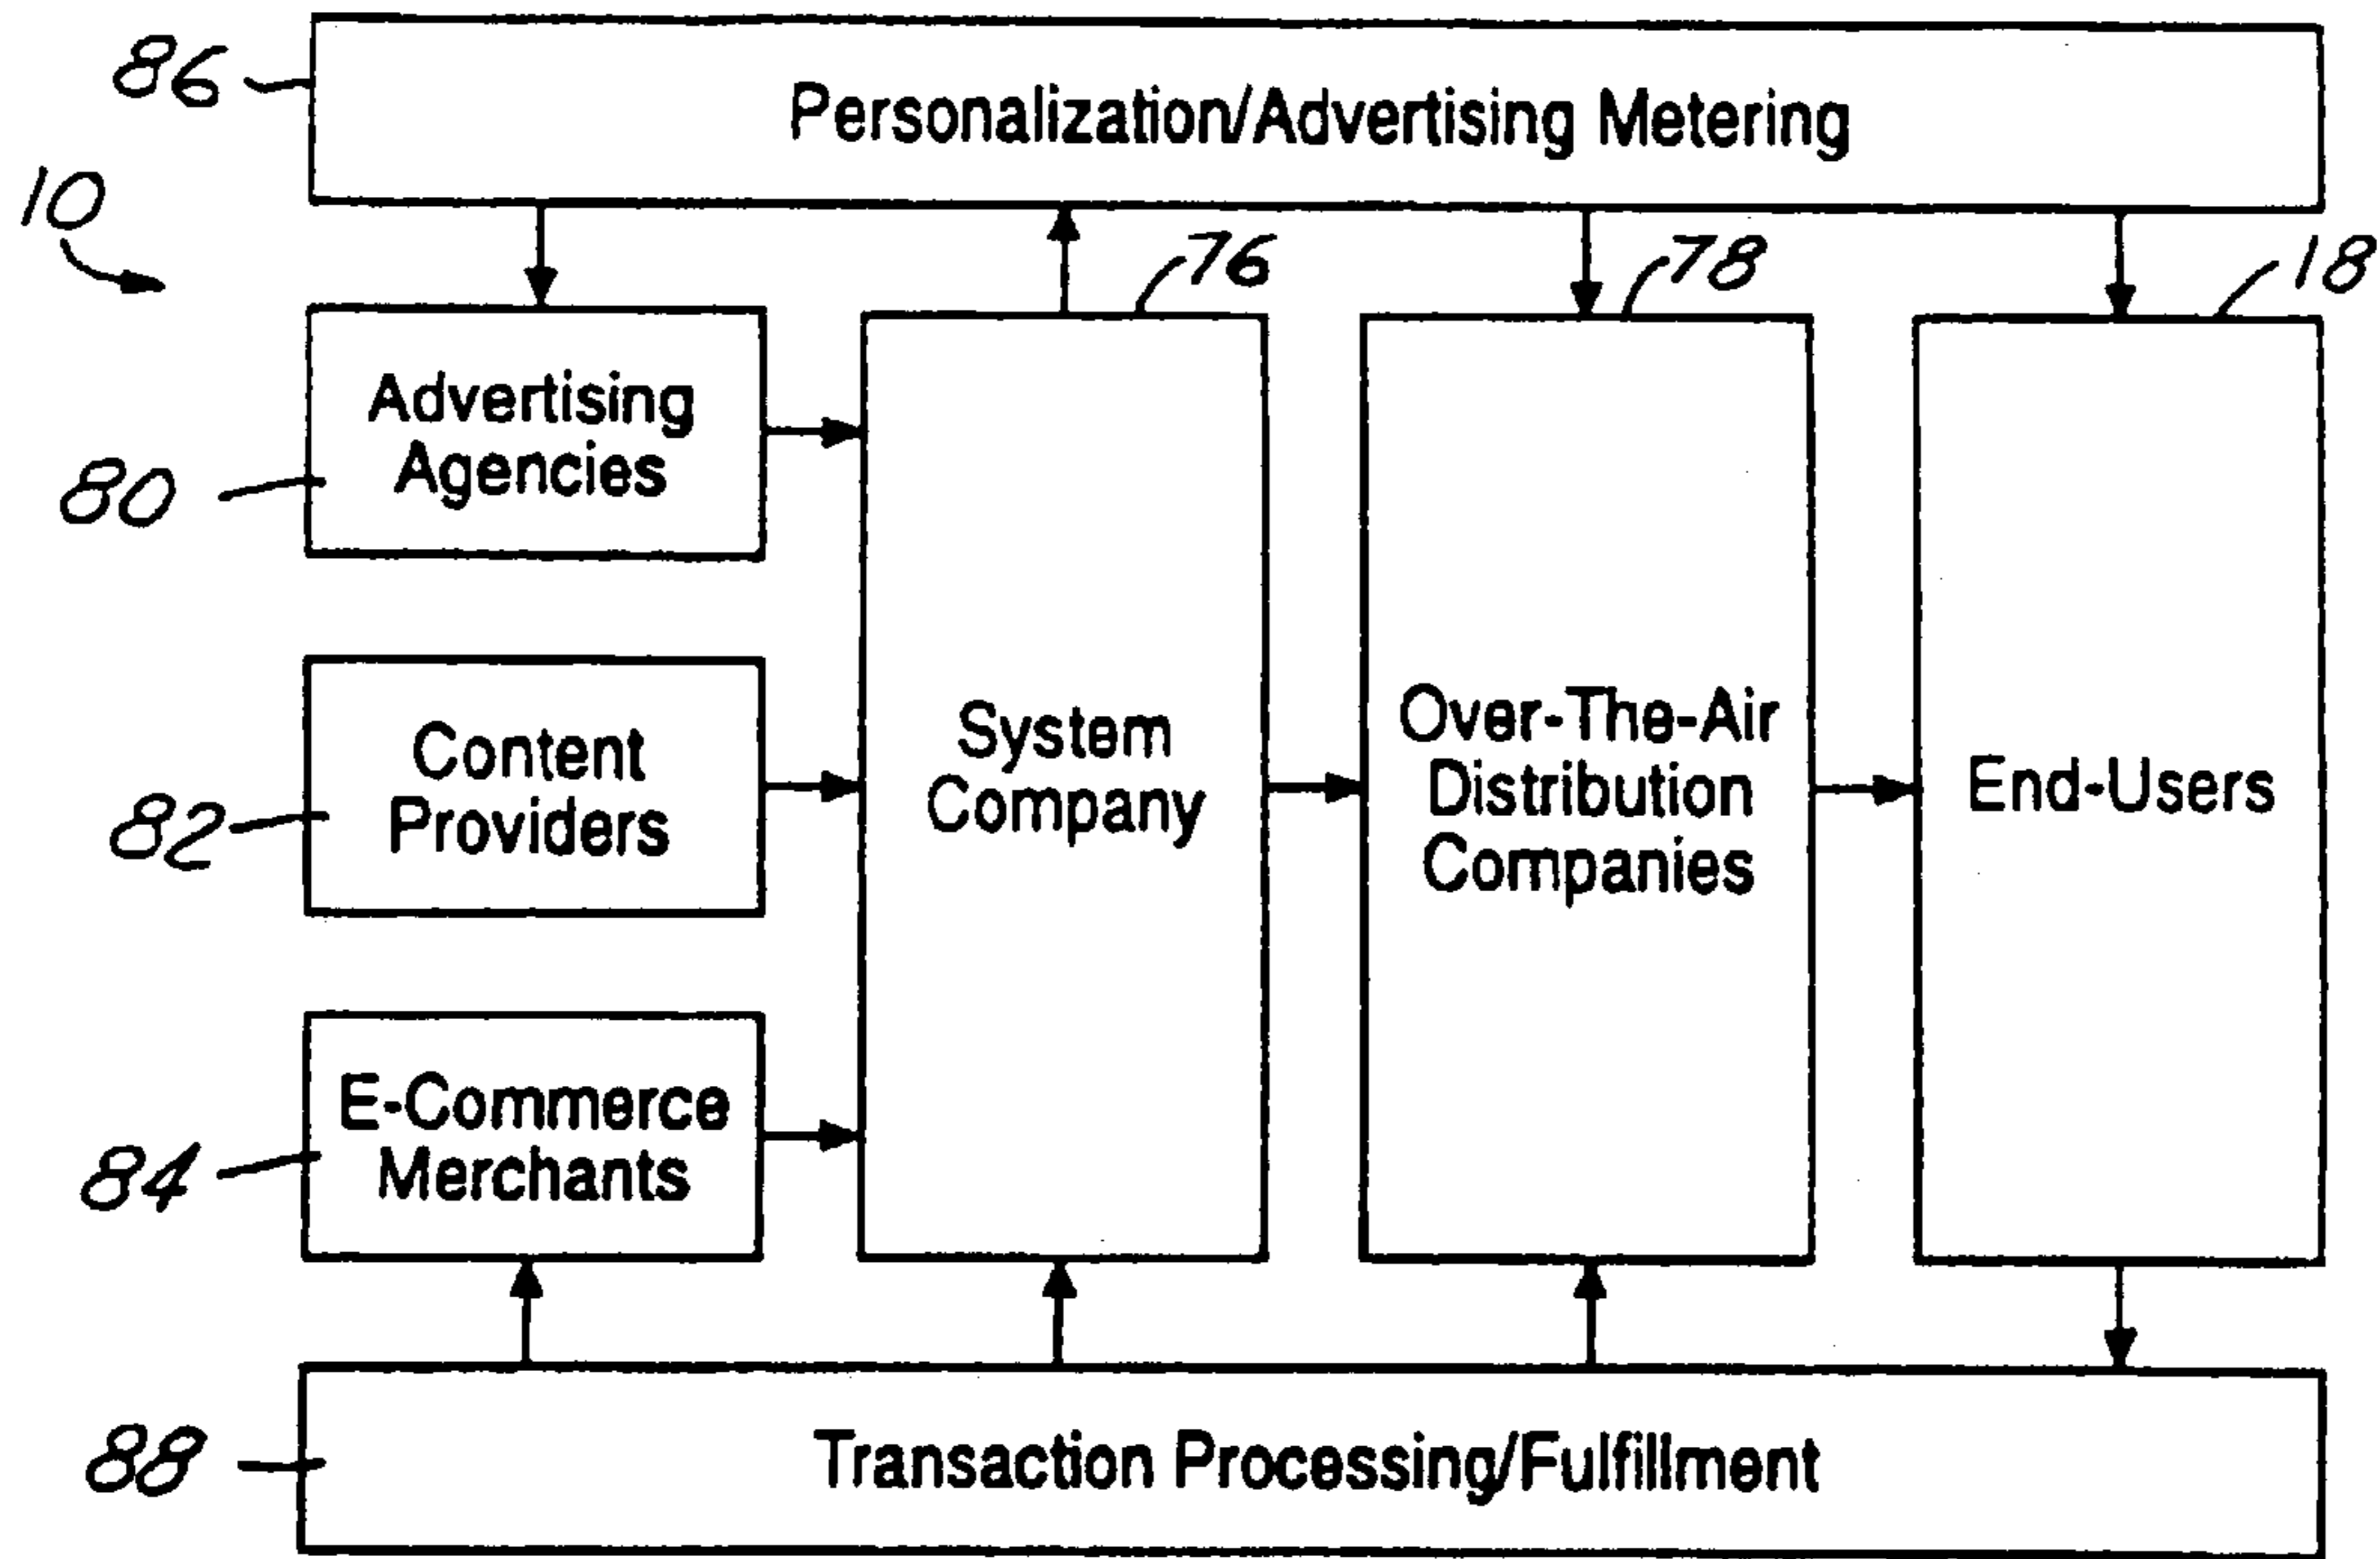 86
Personalization/Advertising Metering
10
76
78
18
Advertising
Agencies
80
Content
Providers
82
System
Company
Over-The-Air
Distribution
Companies
End-Users
E-Commerce
Merchants
84
88
Transaction Processing/Fulfillment